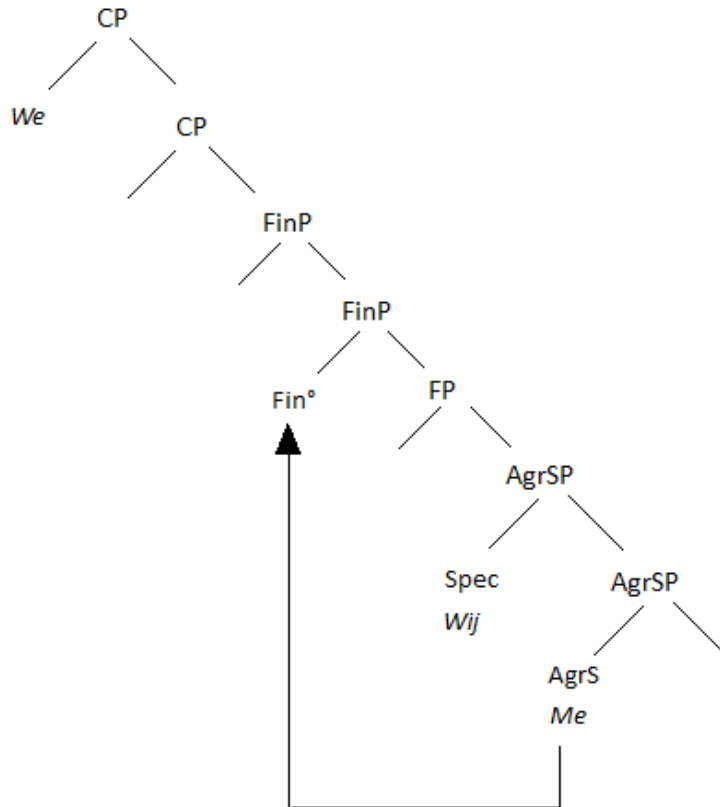 CP
We
CP
FinP
FinP
Fin°
FP
AgrSP
Spec
AgrSP
Wij
AgrS
Me